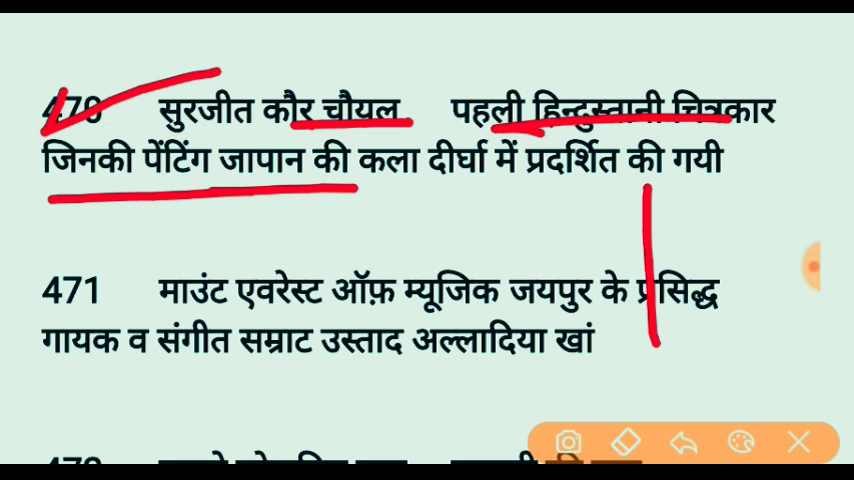 470 सुरजीत कौर चौयल पहली हिन्दुस्तानी चित्रकार
जिनकी पेंटिंग जापान की कला दीर्घा में प्रदर्शित की गयी
471 माउंट एवरेस्ट ऑफ़ म्यूजिक जयपुर के प्रसिद्ध
गायक व संगीत सम्राट उस्ताद अल्लादिया खां